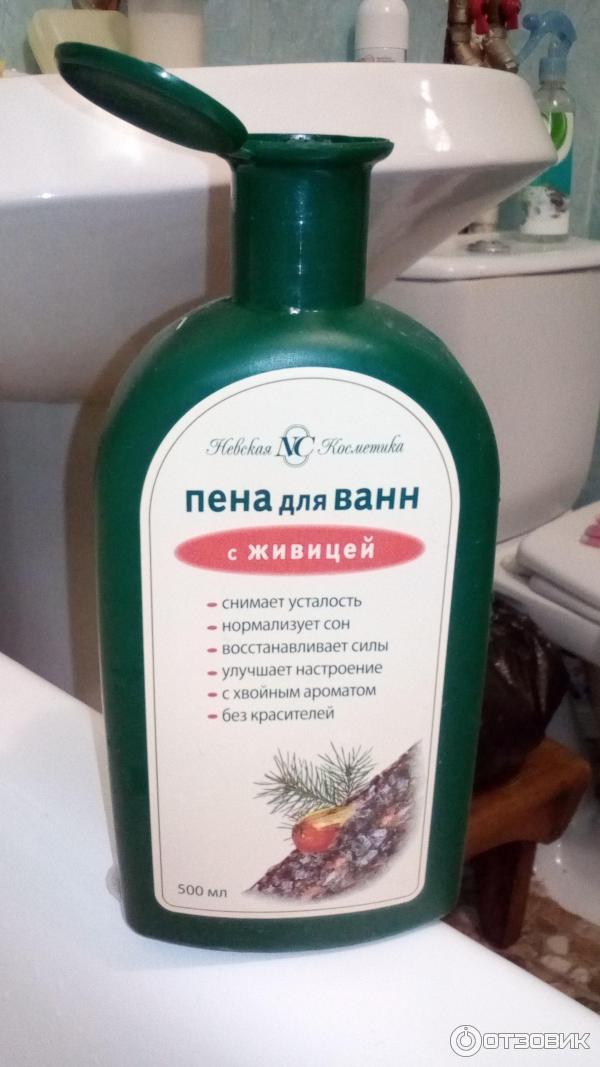 Невская NC Косметика
пена для ванн
с живицей
- снимает усталость
- нормализует сон
- восстанавливает силы
- улучшает настроение
- с хвойным ароматом
- без красителей
500 мл
ОТЗОВИК